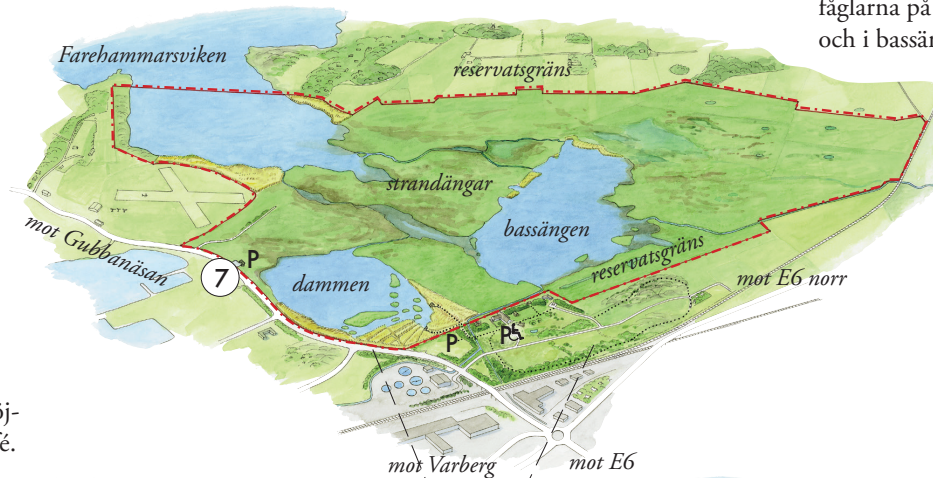 fåglarna på
och i bassän
Farehammarsviken
reservatsgräns
strandängar
bassängen
mot Gubbanäsan
7
P
dammen
reservatsgräns
mot E6 norr
P
P
öj-
fé.
mot Varberg
mot E6